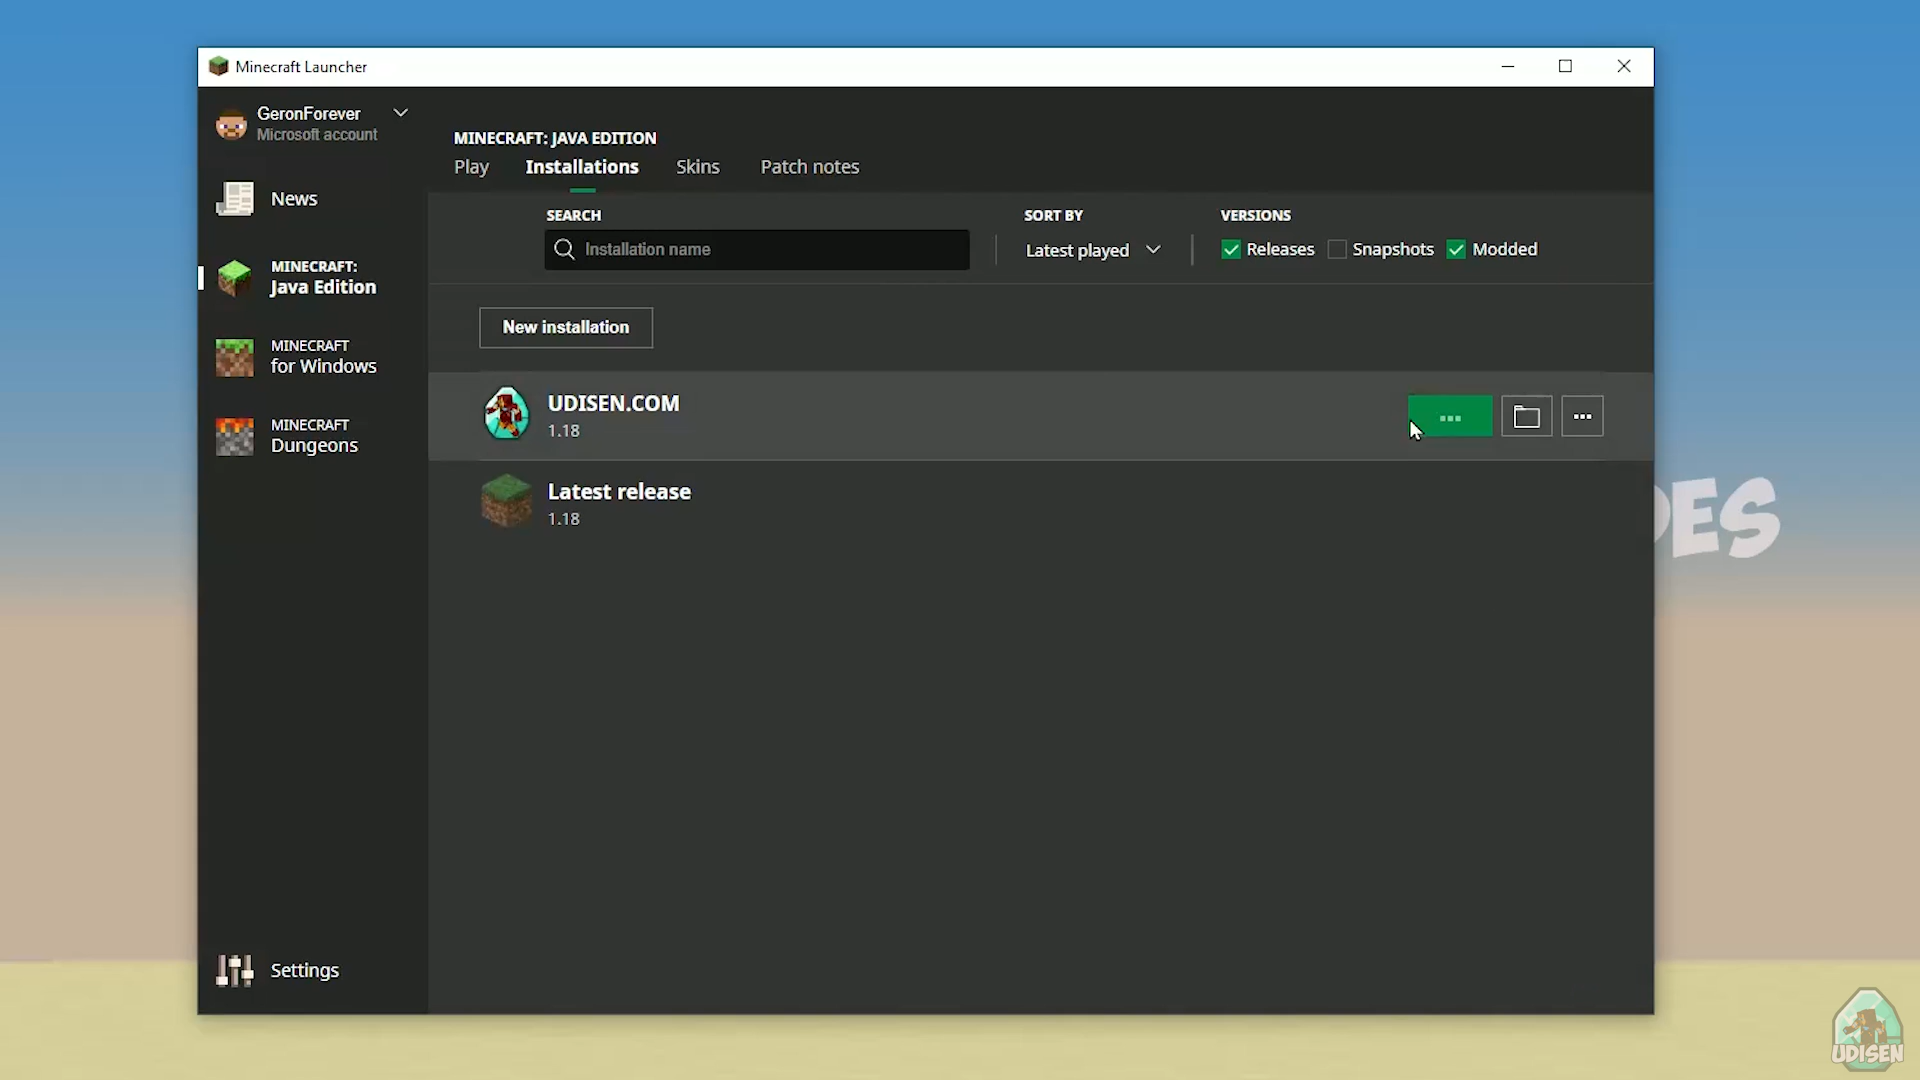 Minecraft Launcher
GeronForever
Microsoft account
News
MINECRAFT:
Java Edition
MINECRAFT
for Windows
MINECRAFT
Dungeons
Settings
MINECRAFT: JAVA EDITION
Play Installations Skins Patch notes
SEARCH
Installation name
SORT BY
Latest played
VERSIONS
Releases Snapshots Modded
New installation
UDISEN.COM
1.18
Latest release
1.18
UDISEN